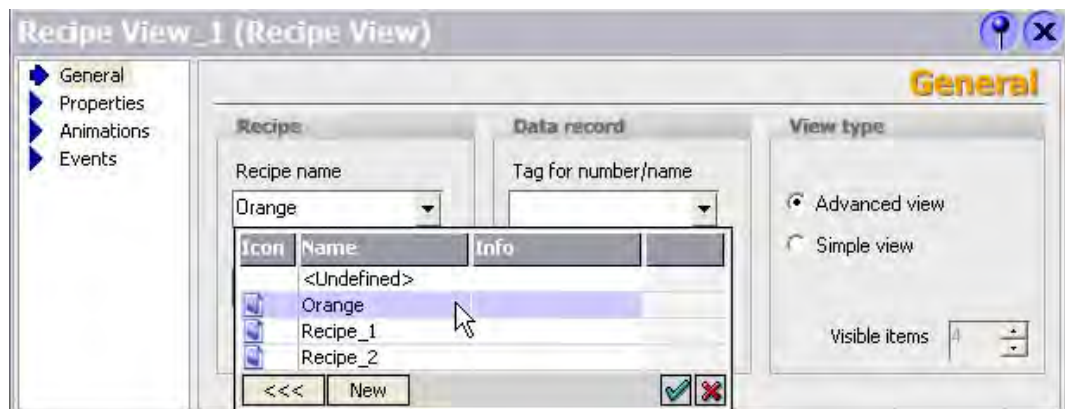 Recipe View_1 (Recipe View)
General
Properties
Animations
Events
General
Recipe
Recipe name
Orange
Data record
Tag for number/name
View type
Advanced view
Simple view
Visible items 4
Icon Name Info
<Undefined>
Orange
Recipe_1
Recipe_2
<<< New